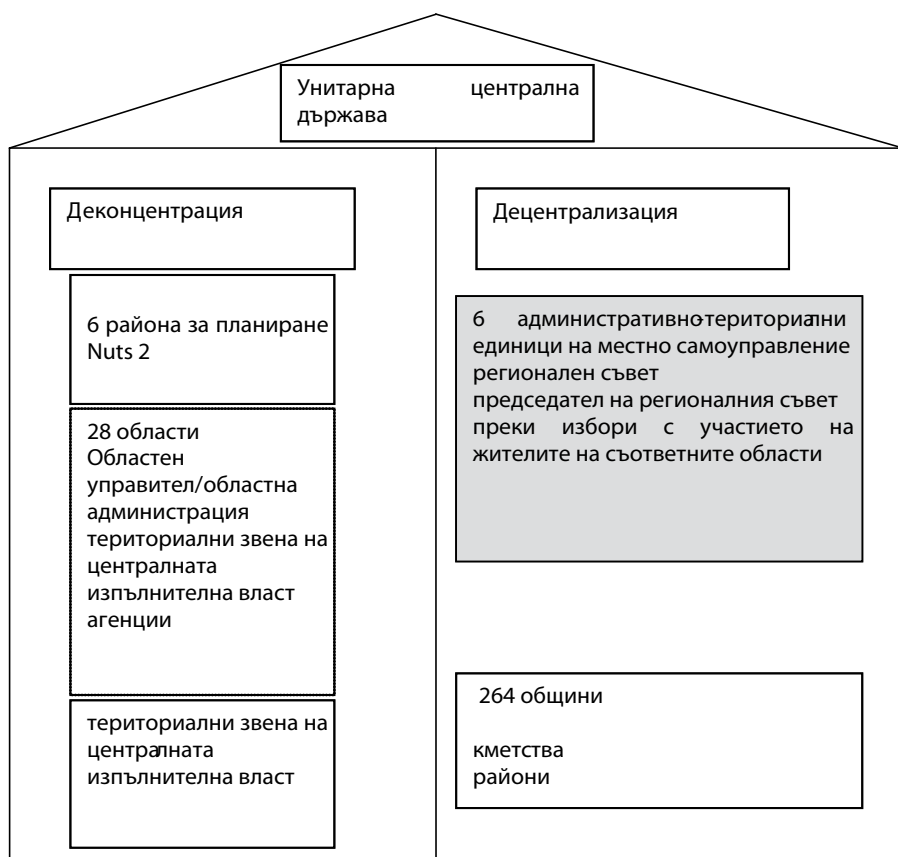 Унитарна централна
държава
Деконцентрация
6 района за планиране
Nuts 2
28 области
Областен
управител/областна
администрация
териториални звена на
централната
изпълнителна власт
агенции
териториални звена на
централната
изпълнителна власт
Децентрализация
6 административно-териториални
единици на местно самоуправление
регионален съвет
председател на регионалния съвет
преки избори с участието на
жителите на съответните области
264 общини
кметства
райони